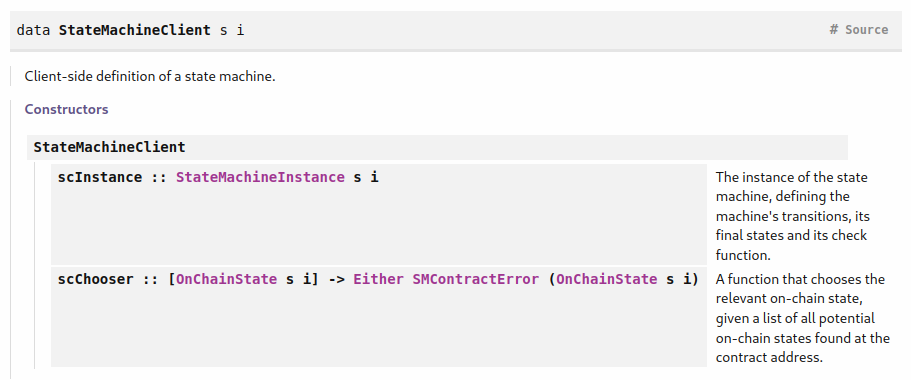 data StateMachineClient s i # Source
Client-side definition of a state machine.
Constructors
StateMachineClient
scInstance :: StateMachineInstance s i
The instance of the state
machine, defining the
machine's transitions, its
final states and its check
function.
scChooser :: [OnChainState s i] -> Either SMContractError (OnChainState s i)
A function that chooses the
relevant on-chain state,
given a list of all potential
on-chain states found at the
contract address.